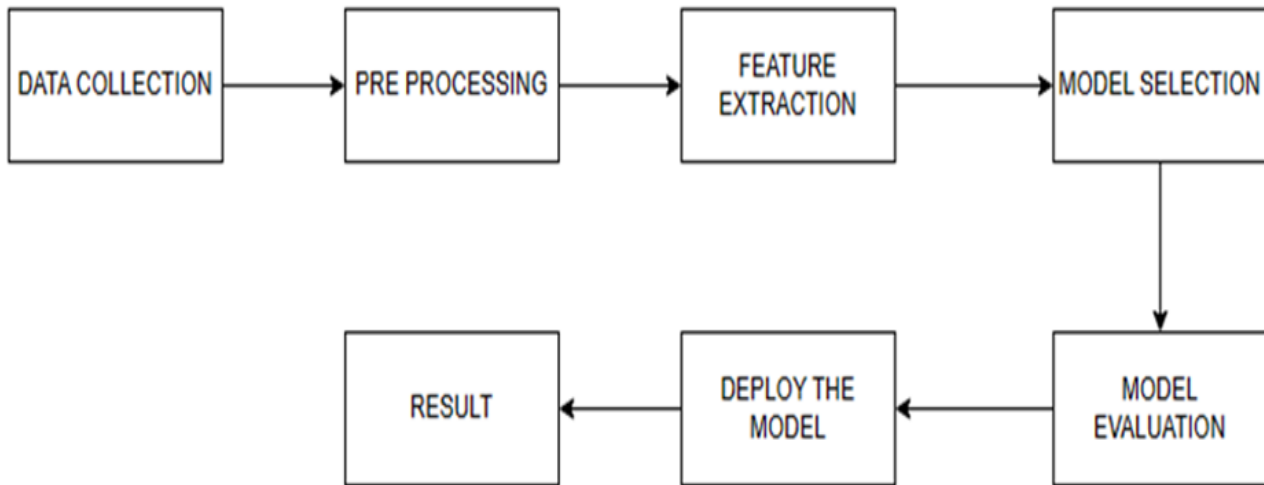 DATA COLLECTION
PRE PROCESSING
FEATURE
EXTRACTION
MODEL SELECTION
MODEL
EVALUATION
DEPLOY THE
MODEL
RESULT